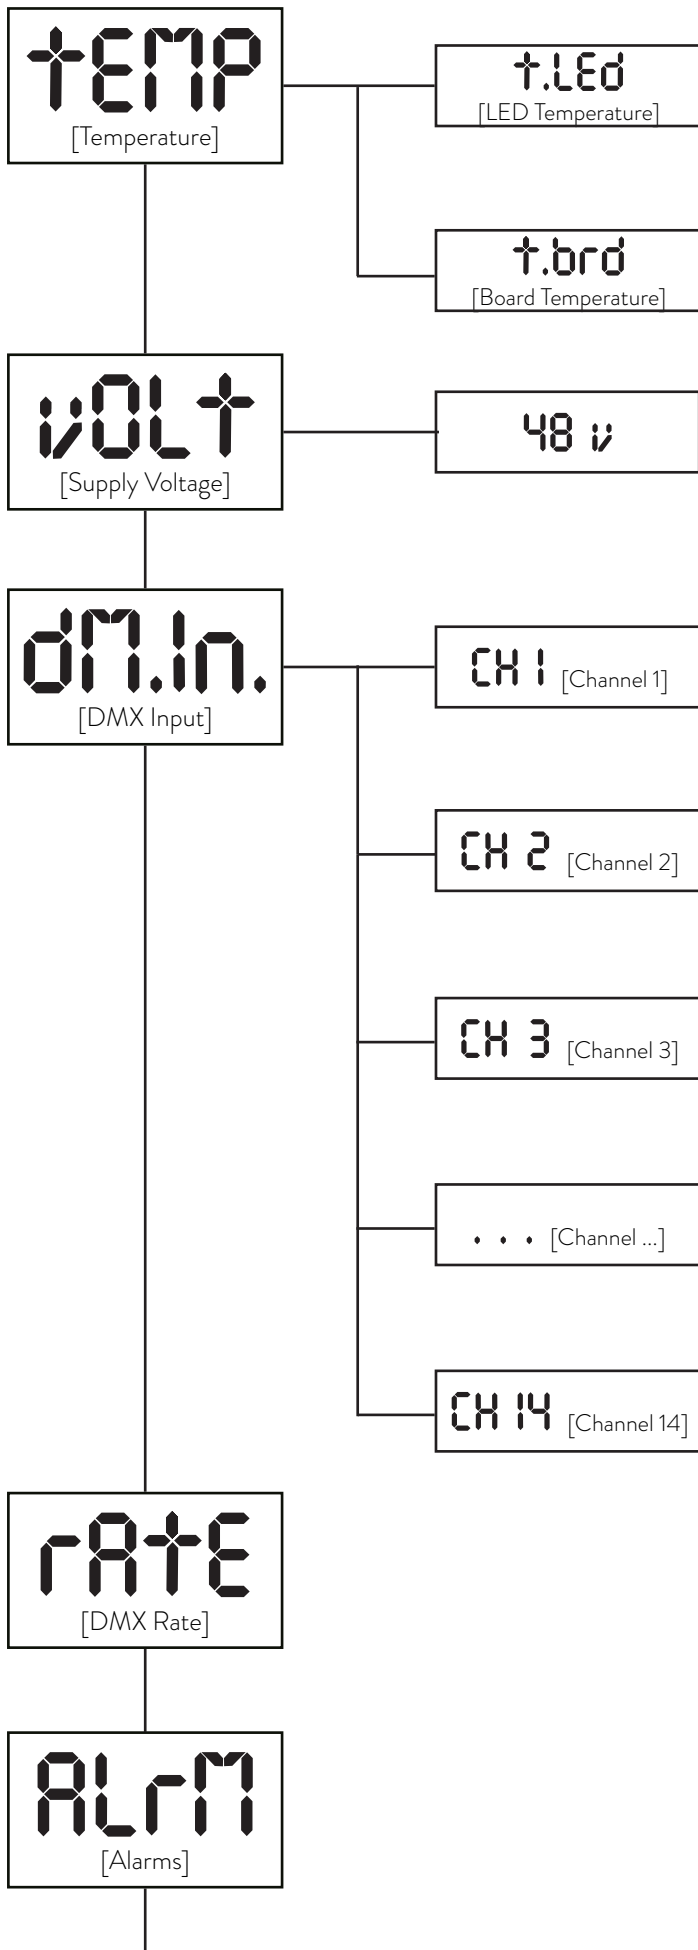 tEMP
[Temperature]
t.LEd
[LED Temperature]
t.brd
[Board Temperature]
vOLt
[Supply Voltage]
48 v
dM.In.
[DMX Input]
CH 1 [Channel 1]
CH 2 [Channel 2]
CH 3 [Channel 3]
. . . [Channel ...]
CH 14 [Channel 14]
rAtE
[DMX Rate]
ALrM
[Alarms]